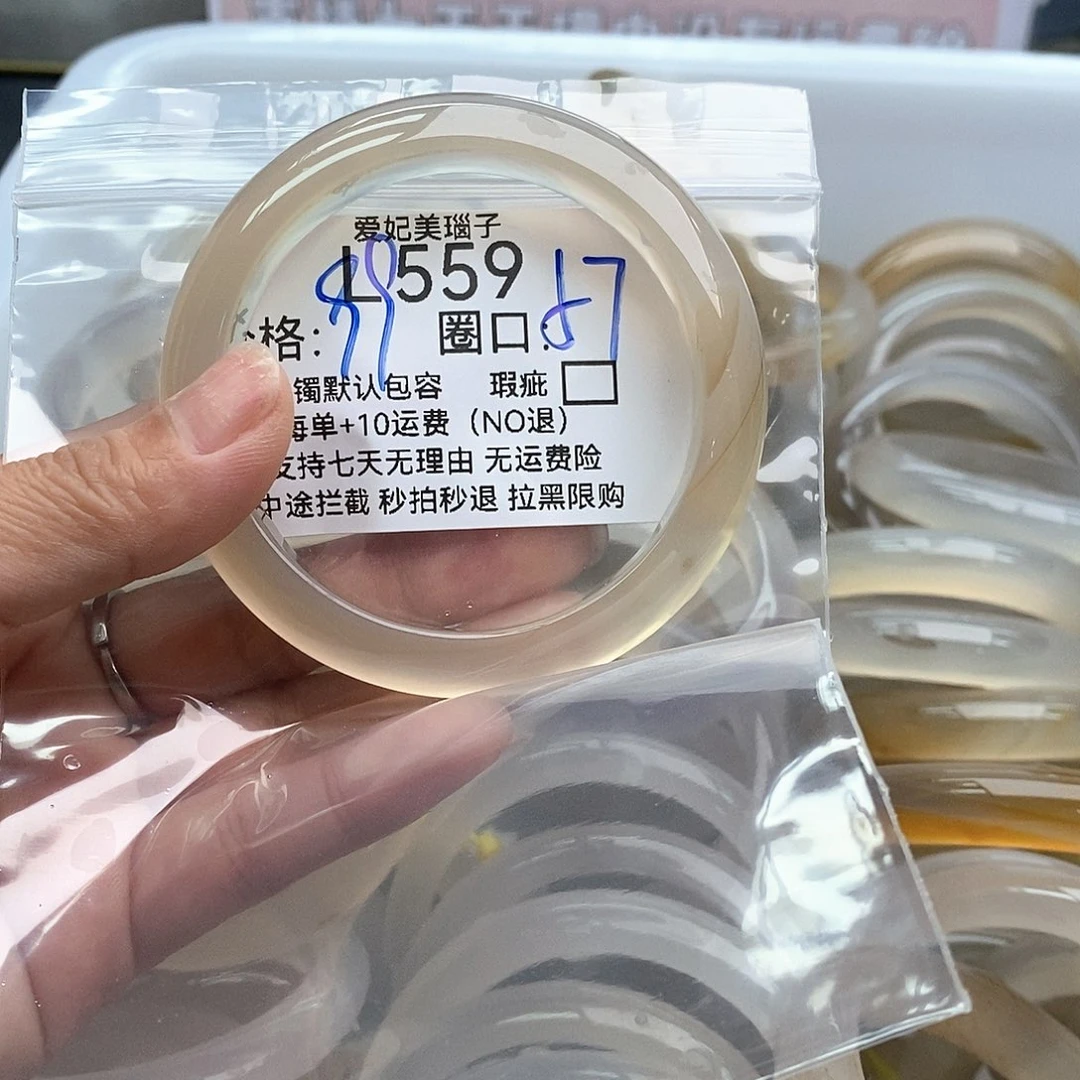 爱妃美瑙子
L559
格: 99 圈口: 57
镯默认包容 瑕疵
每单+10运费（NO退）
支持七天无理由 无运费险
中途拦截 秒拍秒退 拉黑限购